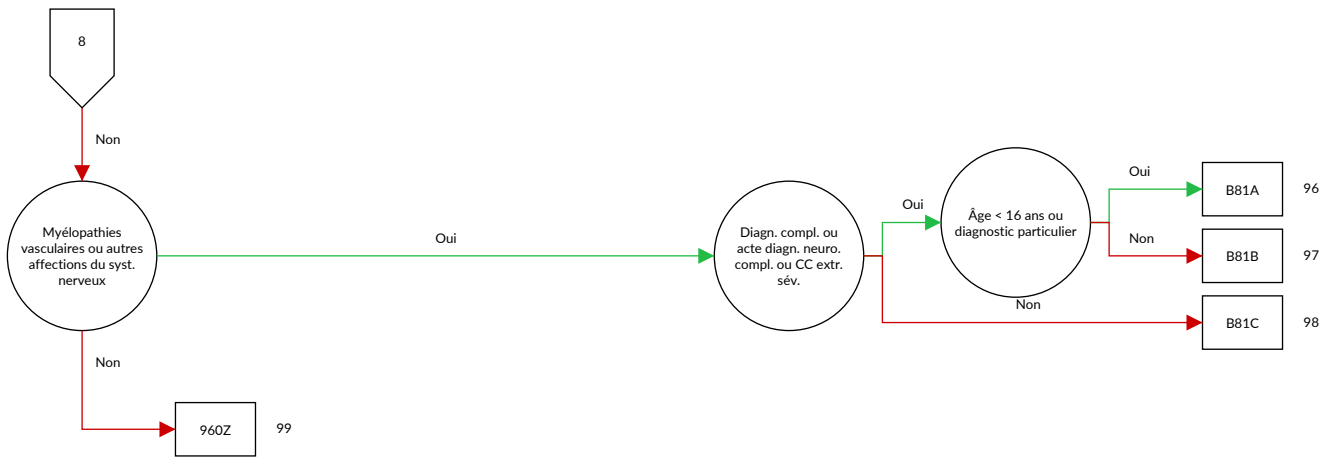 8
Non
Myélopathies
vasculaires ou autres
affections du syst.
nerveux
Oui
Diagn. compl. ou
acte diagn. neuro.
compl. ou CC extr.
sév.
Oui
Âge < 16 ans ou
diagnostic particulier
Oui
B81A
96
Non
B81B
97
Non
B81C
98
Non
960Z
99